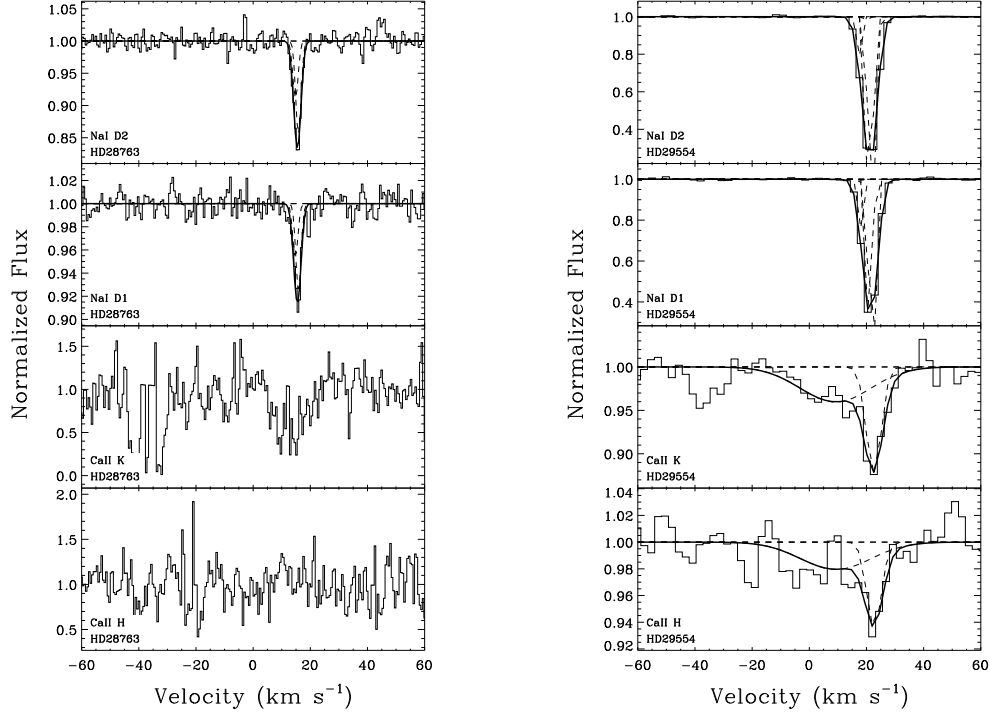 1.05
1.00
0.95
0.90
0.85
NaI D2
HD28763
1.02
1.00
0.98
0.96
0.94
0.92
0.90
NaI D1
HD28763
1.5
1.0
0.5
0.0
CaII K
HD28763
2.0
1.5
1.0
0.5
CaII H
HD28763
−60 −40 −20 0 20 40 60
Velocity (km s−1)
Normalized Flux
1.0
0.8
0.6
0.4
NaI D2
HD29554
1.0
0.8
0.6
0.4
NaI D1
HD29554
1.00
0.95
0.90
CaII K
HD29554
1.04
1.02
1.00
0.98
0.96
0.94
0.92
CaII H
HD29554
−60 −40 −20 0 20 40 60
Velocity (km s−1)
Normalized Flux